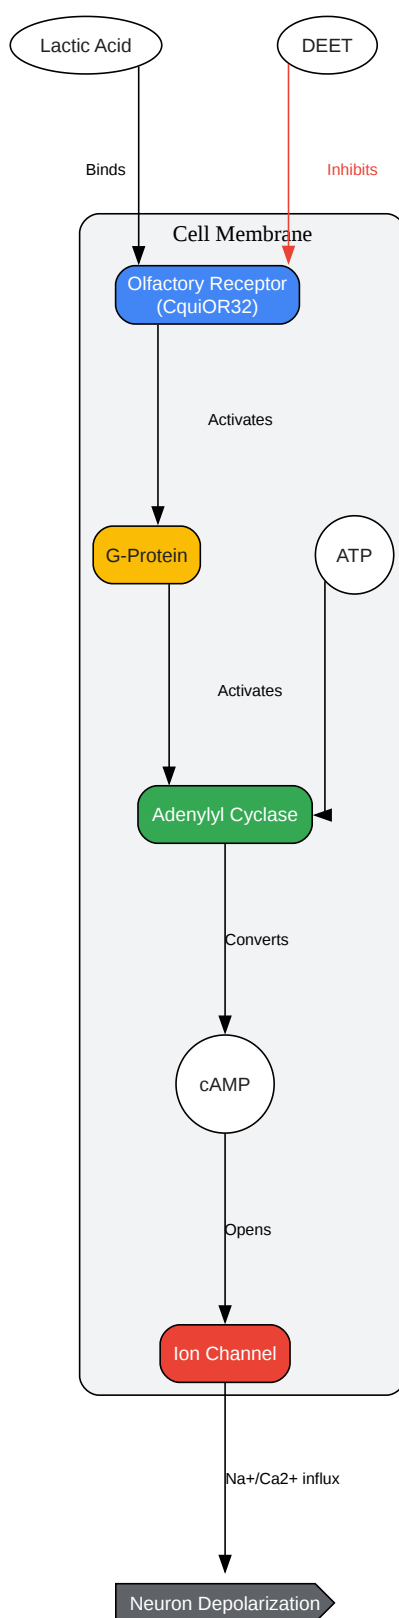 Lactic Acid
DEET
Binds
Inhibits
Cell Membrane
Olfactory Receptor
(CquiOR32)
Activates
G-Protein
ATP
Activates
Adenylyl Cyclase
Converts
cAMP
Opens
Ion Channel
Na+/Ca2+ influx
Neuron Depolarization